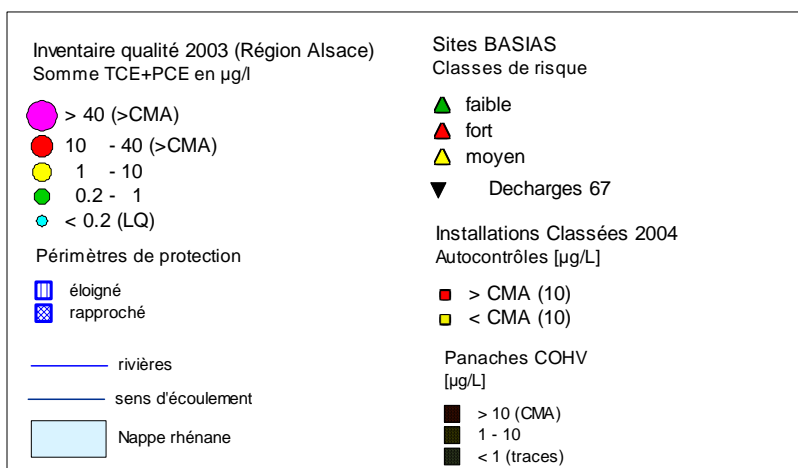 Inventaire qualité 2003 (Région Alsace)
Somme TCE+PCE en µg/l
> 40 (>CMA)
10 - 40 (>CMA)
1 - 10
0.2 - 1
< 0.2 (LQ)
Périmètres de protection
éloigné
rapproché
rivières
sens d'écoulement
Nappe rhénane
Sites BASIAS
Classes de risque
faible
fort
moyen
Decharges 67
Installations Classées 2004
Autocontrôles [µg/L]
> CMA (10)
< CMA (10)
Panaches COHV
[µg/L]
> 10 (CMA)
1 - 10
< 1 (traces)